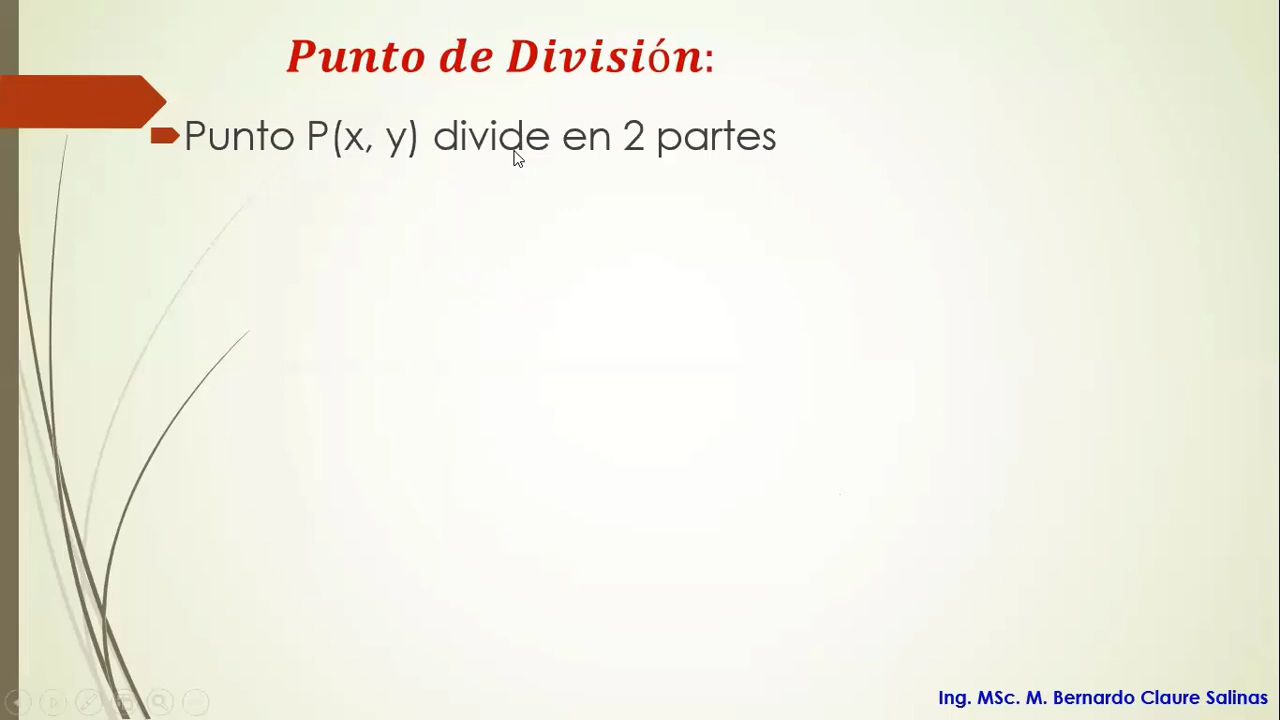 Punto de División:
Punto P(x, y) divide en 2 partes
Ing. MSc. M. Bernardo Claure Salinas